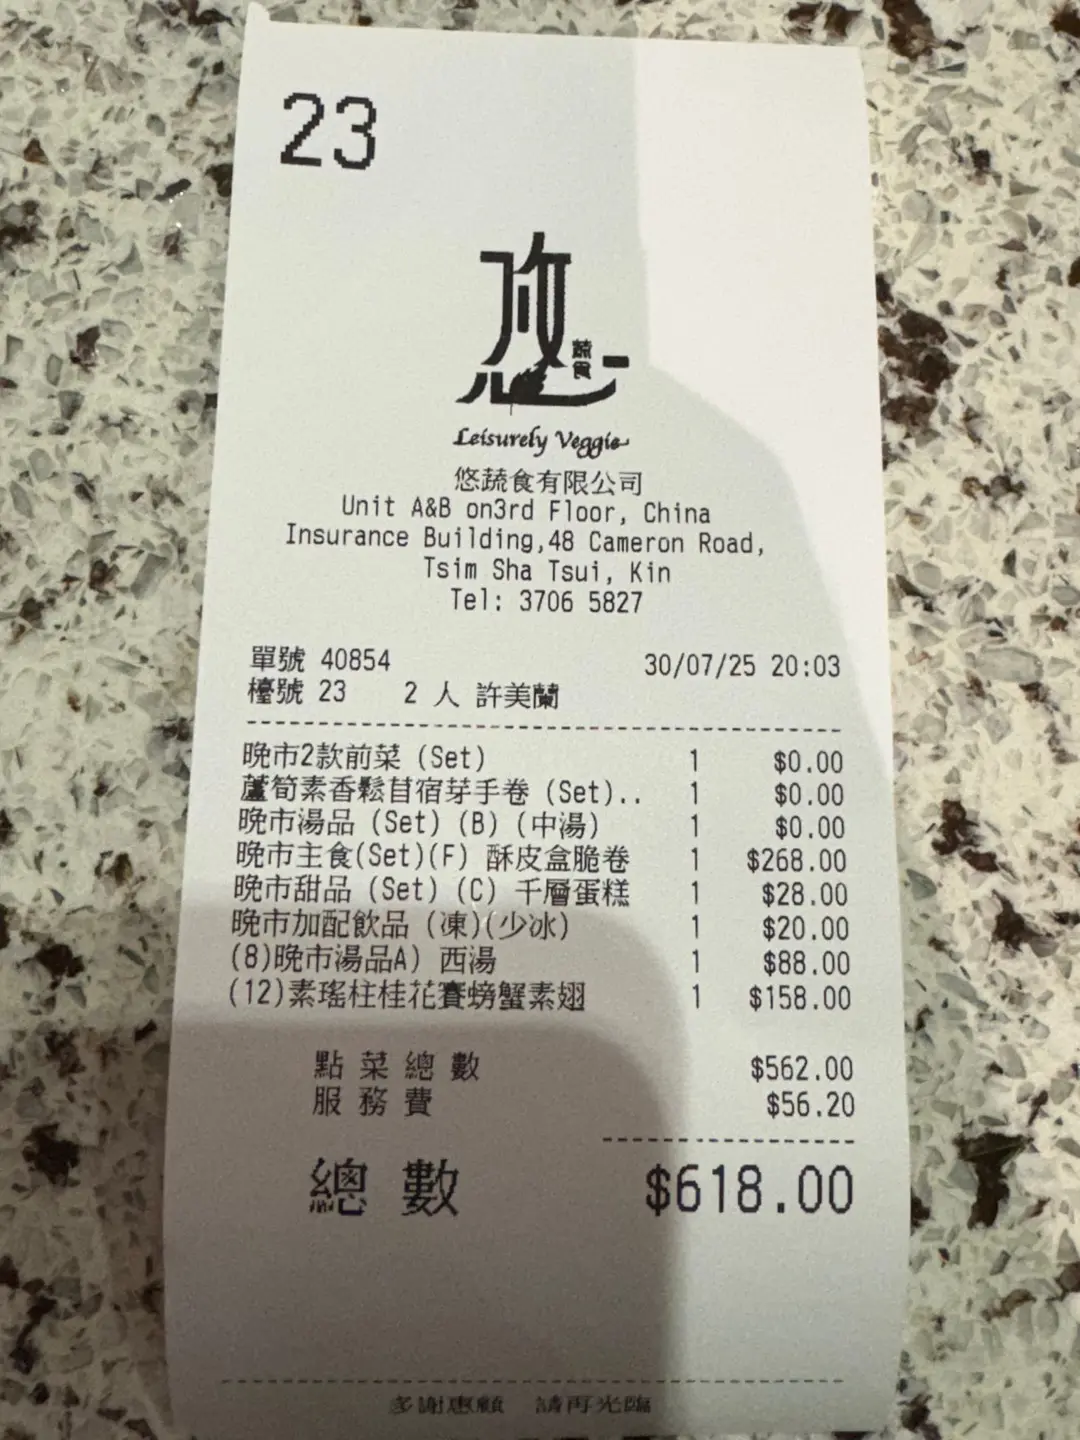 23
悠
蔬食
Leisurely Veggie
悠蔬食有限公司
Unit A&B on3rd Floor, China
Insurance Building,48 Cameron Road,
Tsim Sha Tsui, Kin
Tel: 3706 5827
單號 40854 30/07/25 20:03
檯號 23 2 人 許美蘭
晚市2款前菜 (Set) 1 $0.00
蘆筍素香鬆苜宿芽手卷 (Set).. 1 $0.00
晚市湯品 (Set) (B) (中湯) 1 $0.00
晚市主食(Set)(F) 酥皮盒脆卷 1 $268.00
晚市甜品 (Set) (C) 千層蛋糕 1 $28.00
晚市加配飲品 (凍)(少冰) 1 $20.00
(8)晚市湯品A) 西湯 1 $88.00
(12)素瑤柱桂花賽螃蟹素翅 1 $158.00
點菜總數 $562.00
服務費 $56.20
總數 $618.00
多謝惠顧 請再光臨